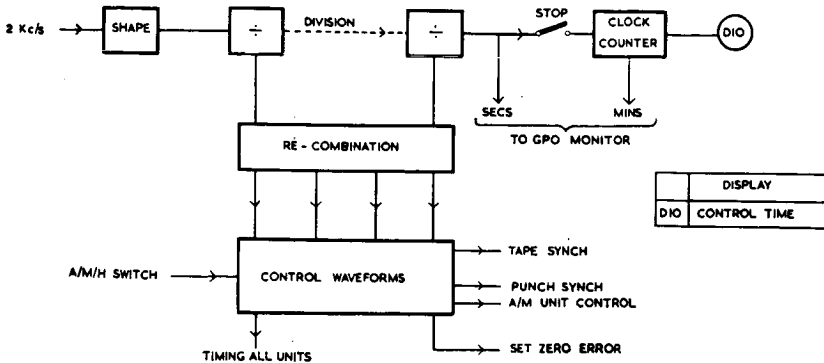 2 Kc/s
SHAPE
÷
DIVISION
÷
STOP
CLOCK
COUNTER
DIO
SECS
MINS
TO GPO MONITOR
RE - COMBINATION
DISPLAY
DIO CONTROL TIME
A/M/H SWITCH
CONTROL WAVEFORMS
TAPE SYNCH
PUNCH SYNCH
A/M UNIT CONTROL
TIMING ALL UNITS
SET ZERO ERROR